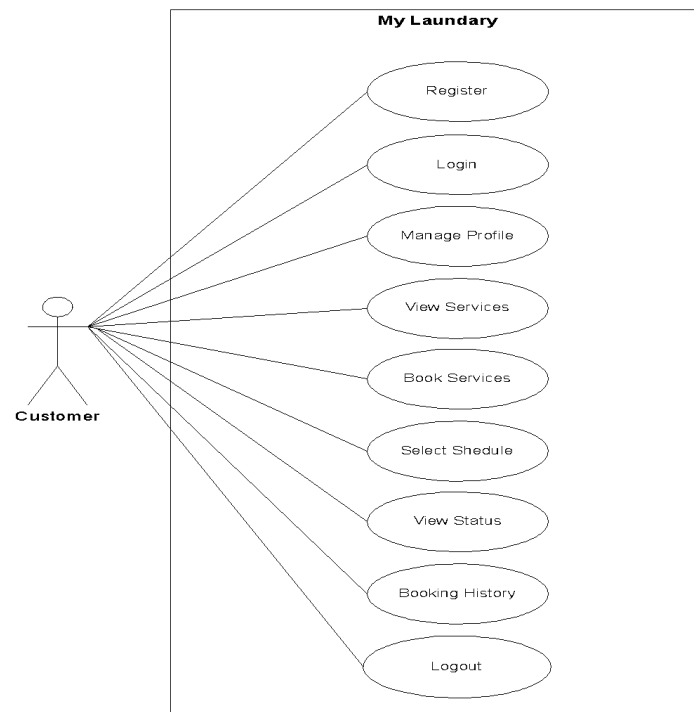 My Laundary
Register
Login
Manage Profile
View Services
Book Services
Select Shedule
View Status
Booking History
Logout
Customer